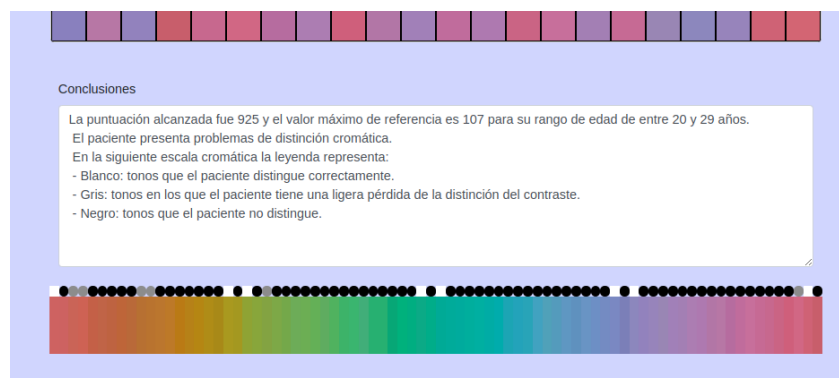 Conclusiones
La puntuación alcanzada fue 925 y el valor máximo de referencia es 107 para su rango de edad de entre 20 y 29 años.
El paciente presenta problemas de distinción cromática.
En la siguiente escala cromática la leyenda representa:
- Blanco: tonos que el paciente distingue correctamente.
- Gris: tonos en los que el paciente tiene una ligera pérdida de la distinción del contraste.
- Negro: tonos que el paciente no distingue.